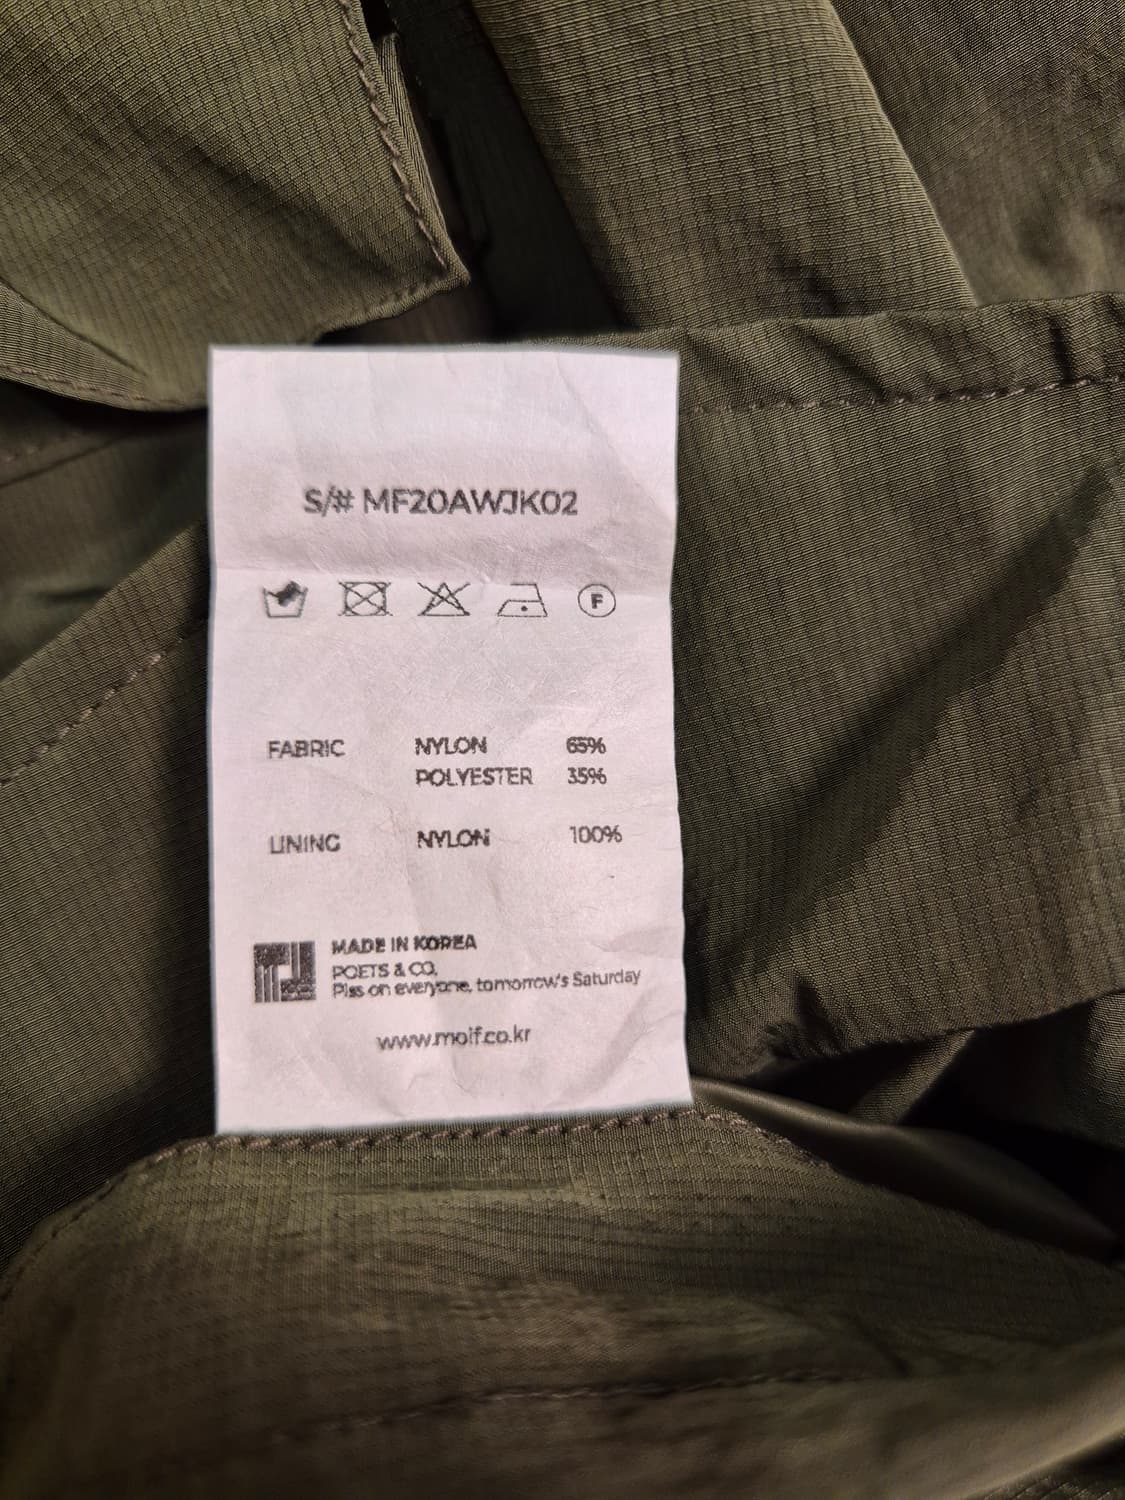 S/# MF20AWJK02
F
FABRIC NYLON 65%
POLYESTER 35%
LINING NYLON 100%
MADE IN KOREA
POETS & CO.
Piss on everyone, tomorrow's Saturday
www.molf.co.kr